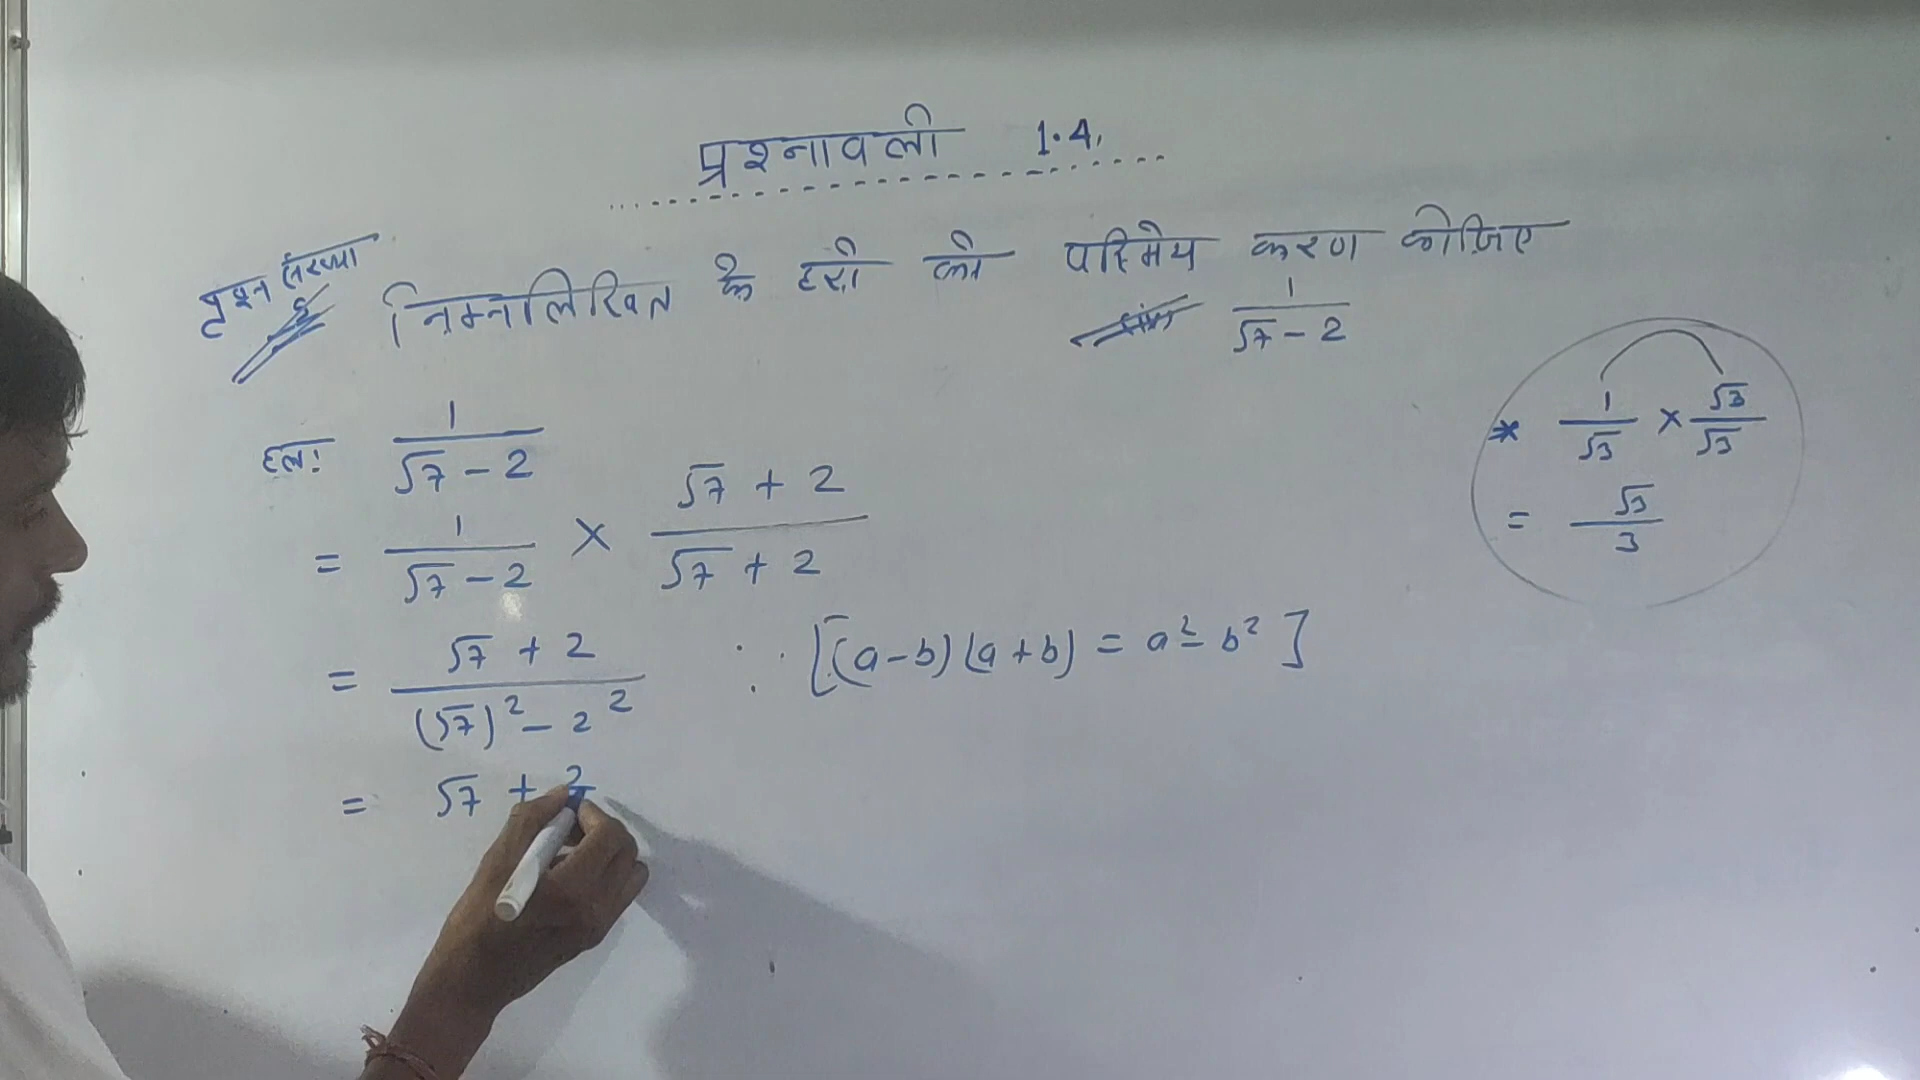 प्रश्नावली 1.4.
प्रश्न संख्या
निम्नलिखित के हरों को परिमेय करण कीजिए
1/(√7 - 2)
हल: 1/(√7 - 2)
= 1/(√7 - 2) × (√7 + 2)/(√7 + 2)
= (√7 + 2)/((√7)² - 2²) ∵ [(a-b)(a+b) = a² - b²]
= √7 + 2
* 1/√3 × √3/√3
= √3/3